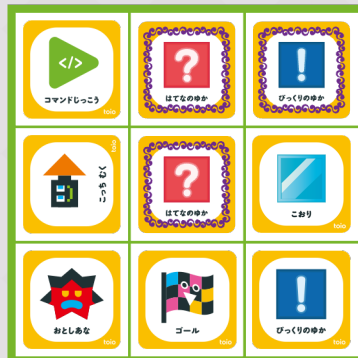 </>
コマンドじっこう
toio
?
はてなのゆか
!
びっくりのゆか
こっち むく
toio
?
はてなのゆか
こおり
toio
おとしあな
toio
ゴール
toio
!
びっくりのゆか
toio